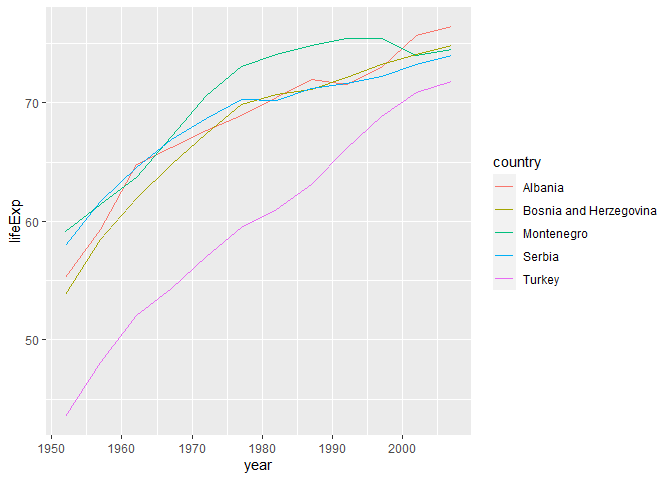 70
60
50
lifeExp
1950
1960
1970
1980
1990
2000
year
country
Albania
Bosnia and Herzegovina
Montenegro
Serbia
Turkey